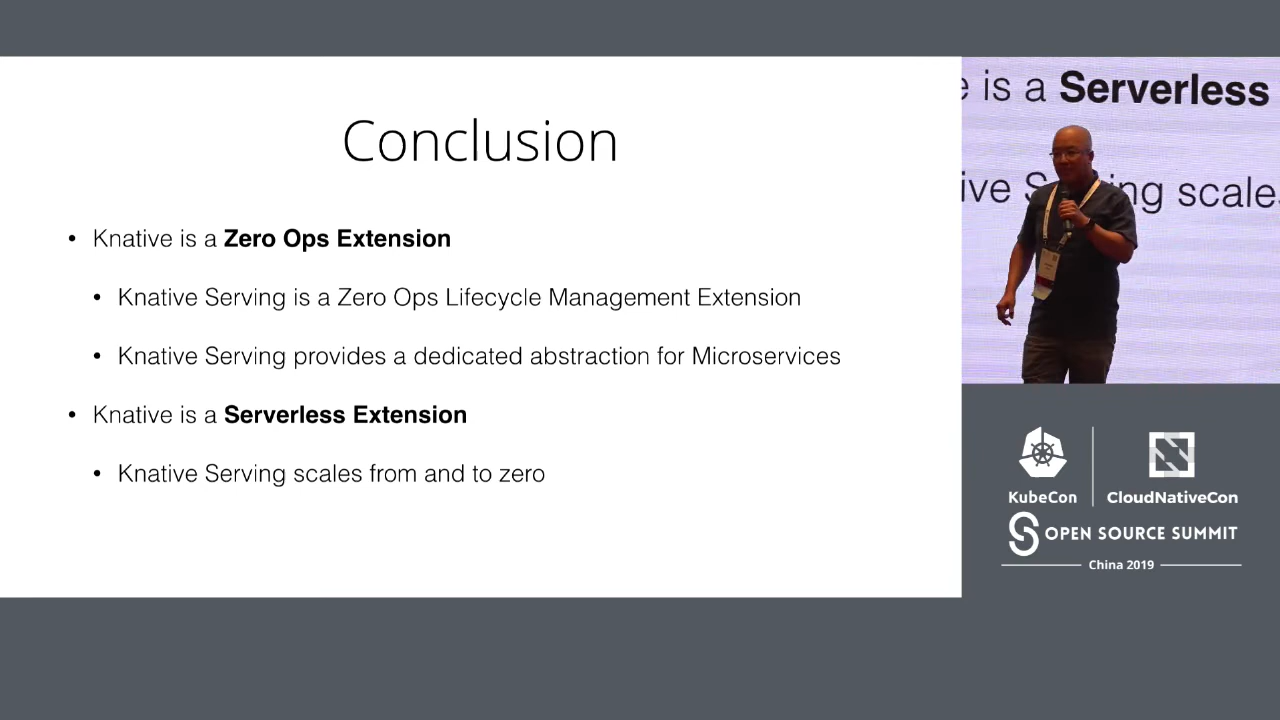 Conclusion
• Knative is a Zero Ops Extension
• Knative Serving is a Zero Ops Lifecycle Management Extension
• Knative Serving provides a dedicated abstraction for Microservices
• Knative is a Serverless Extension
• Knative Serving scales from and to zero
e is a Serverless
ive S ing scales
KubeCon
CloudNativeCon
OPEN SOURCE SUMMIT
China 2019